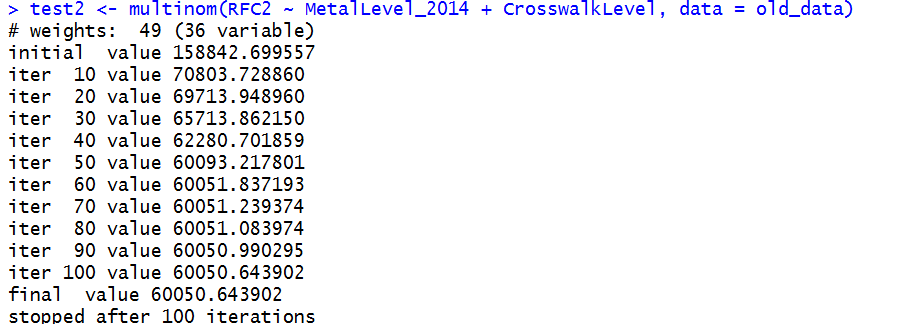 > test2 <- multinom(RFC2 ~ MetalLevel_2014 + CrosswalkLevel, data = old_data)
# weights:  49 (36 variable)
initial  value 158842.699557
iter  10 value 70803.728860
iter  20 value 69713.948960
iter  30 value 65713.862150
iter  40 value 62280.701859
iter  50 value 60093.217801
iter  60 value 60051.837193
iter  70 value 60051.239374
iter  80 value 60051.083974
iter  90 value 60050.990295
iter 100 value 60050.643902
final  value 60050.643902
stopped after 100 iterations